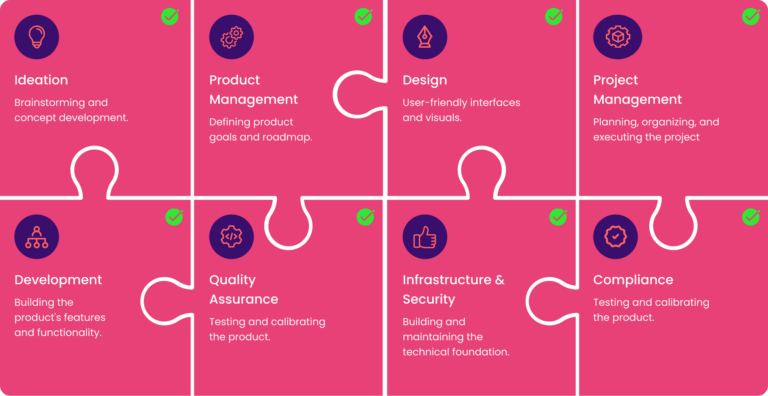 Ideation
Brainstorming and
concept development.
Product
Management
Defining product
goals and roadmap.
Design
User-friendly interfaces
and visuals.
Project
Management
Planning, organizing, and
executing the project
Development
Building the
product's features
and functionality.
Quality
Assurance
Testing and calibrating
the product.
Infrastructure &
Security
Building and
maintaining the
technical foundation.
Compliance
Testing and calibrating
the product.